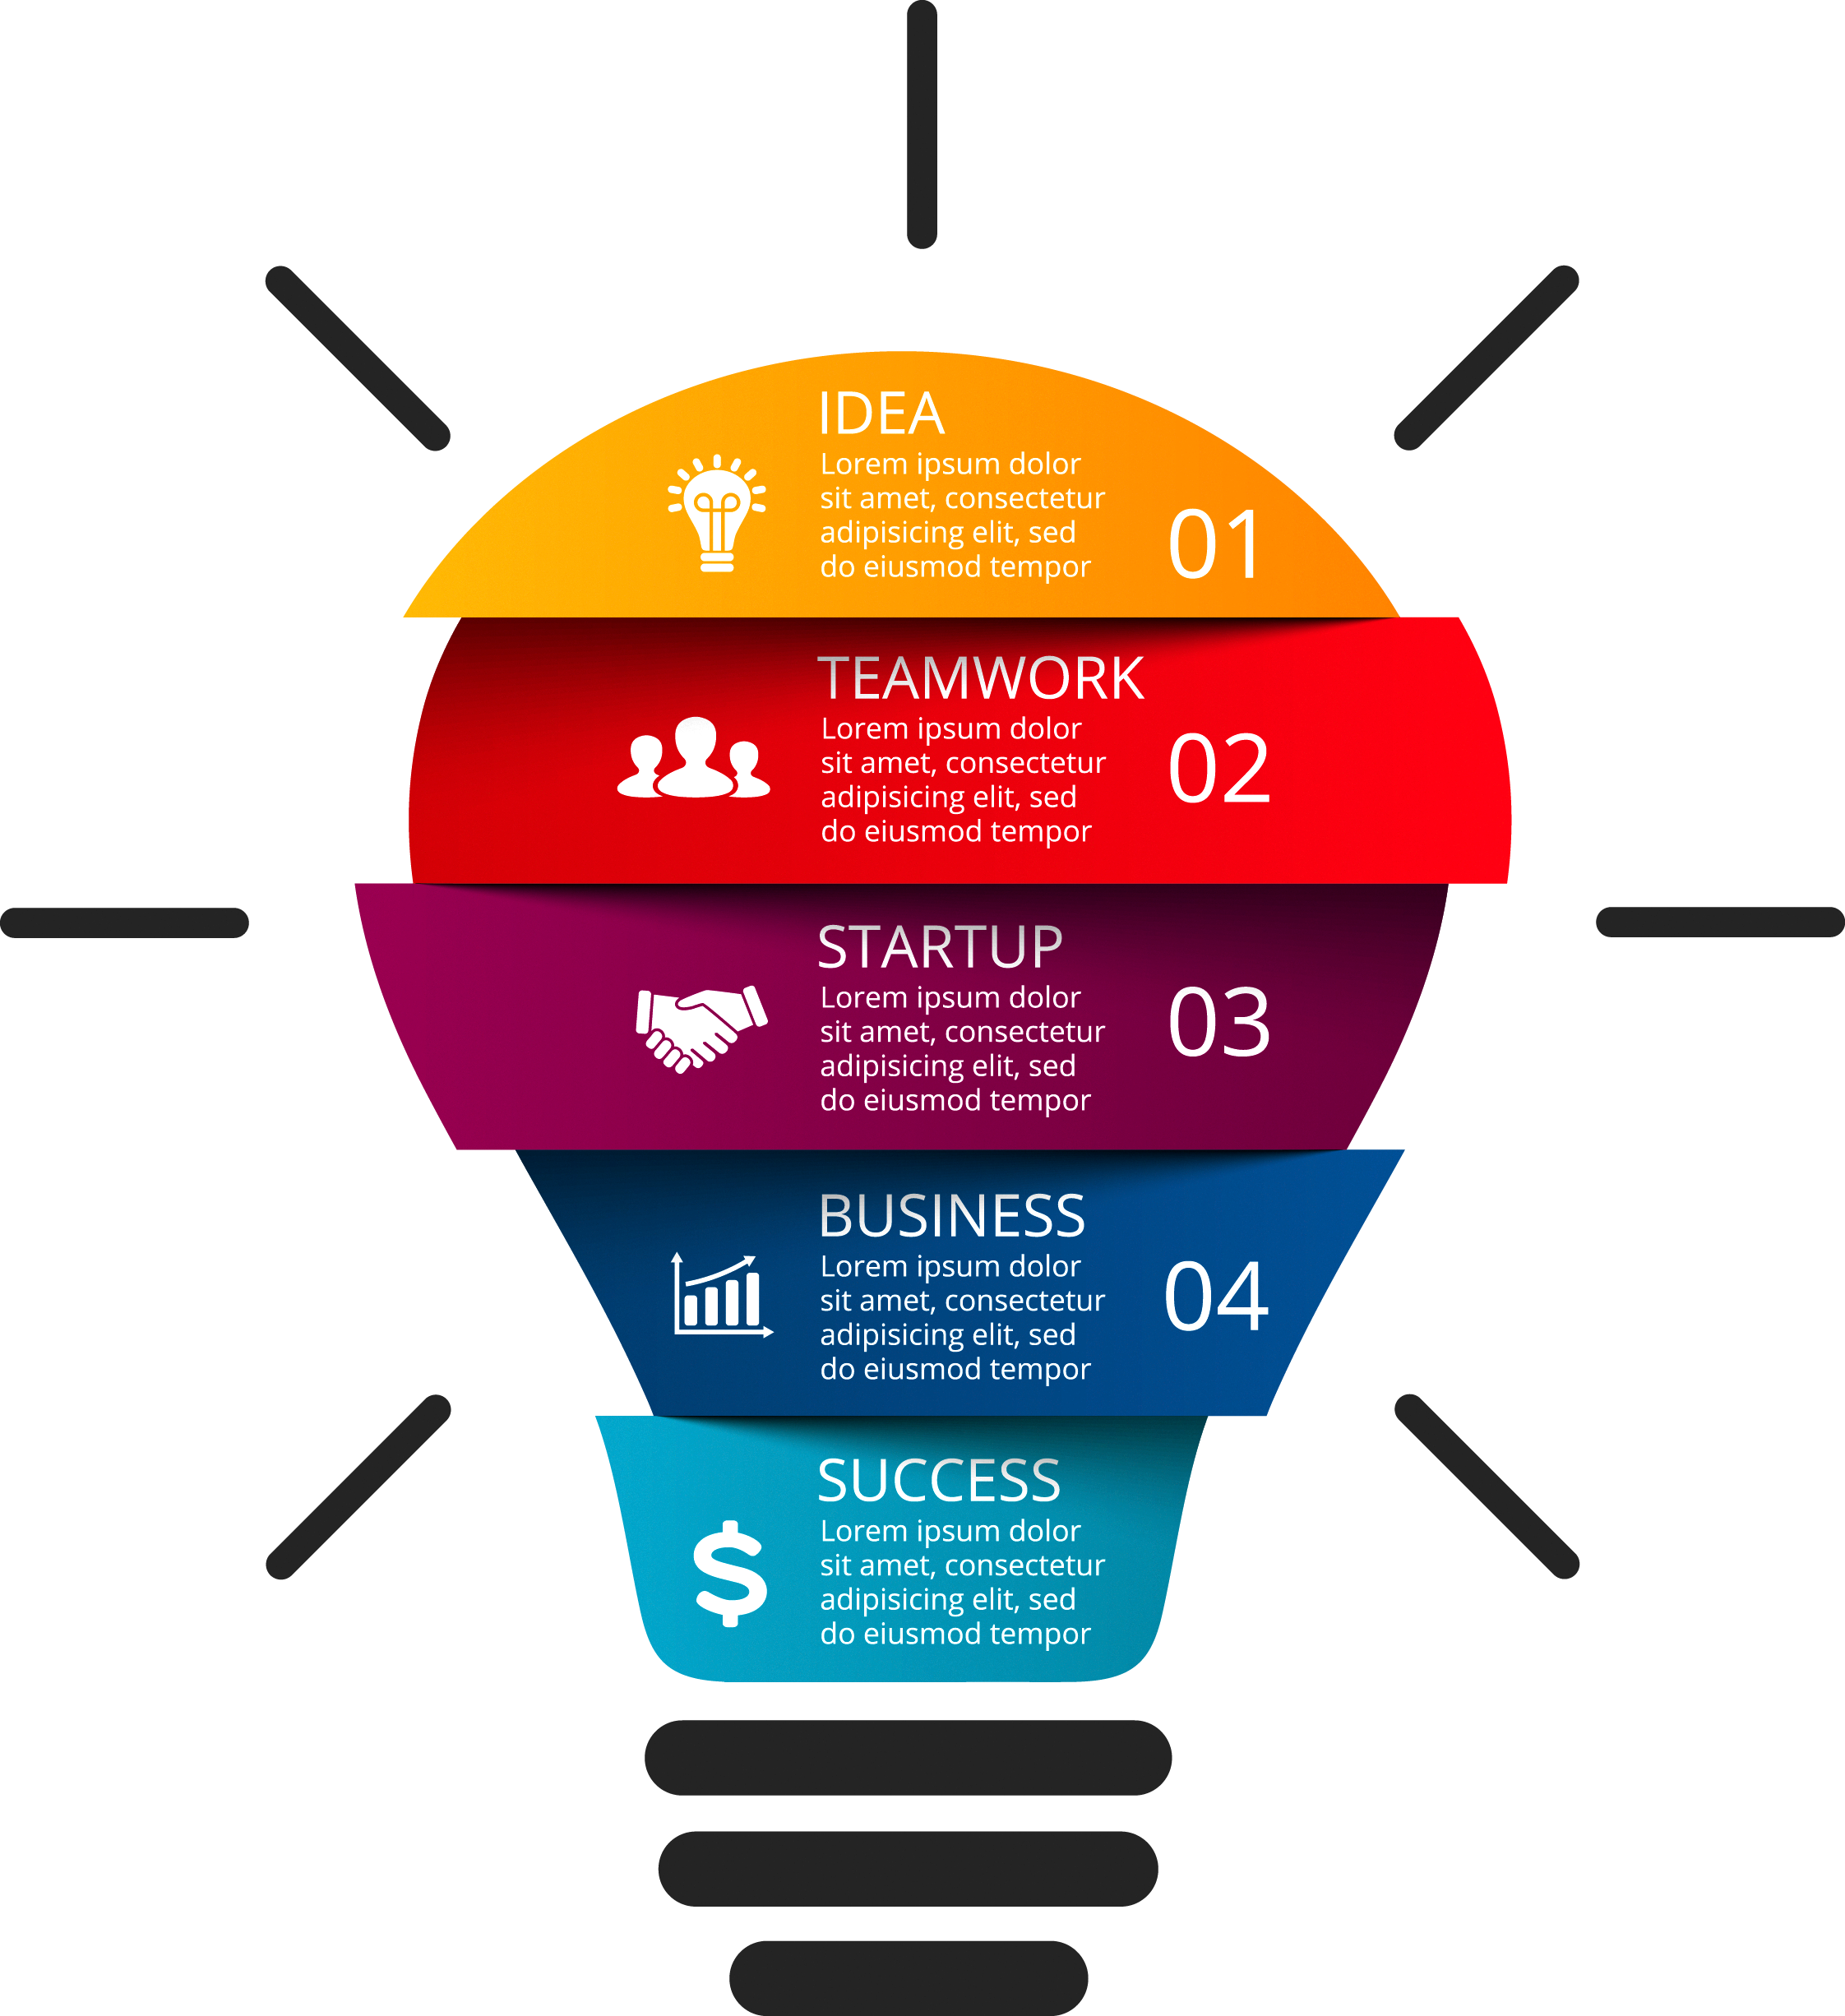 IDEA
Lorem ipsum dolor
sit amet, consectetur
adipisicing elit, sed
do eiusmod tempor
01
TEAMWORK
Lorem ipsum dolor
sit amet, consectetur
adipisicing elit, sed
do eiusmod tempor
02
STARTUP
Lorem ipsum dolor
sit amet, consectetur
adipisicing elit, sed
do eiusmod tempor
03
BUSINESS
Lorem ipsum dolor
sit amet, consectetur
adipisicing elit, sed
do eiusmod tempor
04
SUCCESS
Lorem ipsum dolor
sit amet, consectetur
adipisicing elit, sed
do eiusmod tempor
$